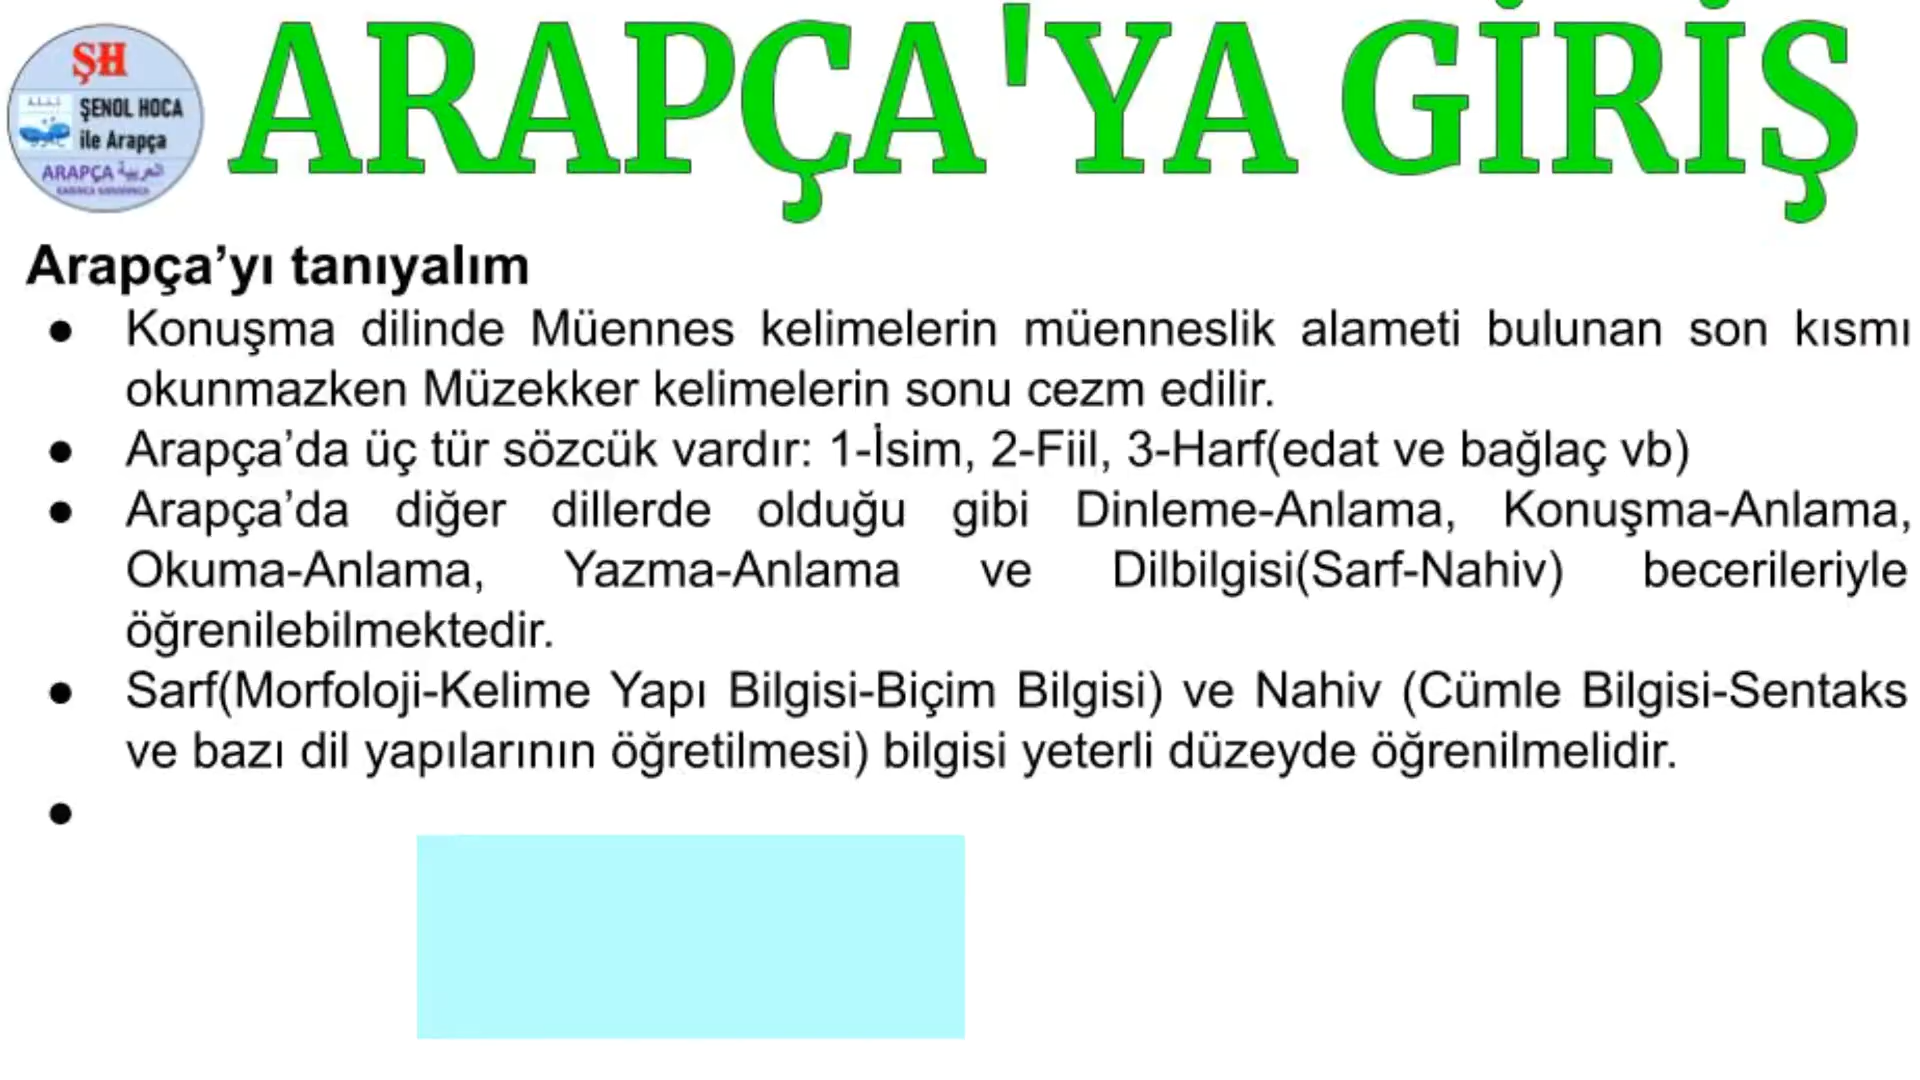 ARAPÇA'YA GİRİŞ
ŞH
ŞENOL HOCA
ile Arapça
ARAPÇA العربية
Arapça’yı tanıyalım
● Konuşma dilinde Müennes kelimelerin müenneslik alameti bulunan son kısmı
okunmazken Müzekker kelimelerin sonu cezm edilir.
● Arapça’da üç tür sözcük vardır: 1-İsim, 2-Fiil, 3-Harf(edat ve bağlaç vb)
● Arapça’da diğer dillerde olduğu gibi Dinleme-Anlama, Konuşma-Anlama,
Okuma-Anlama, Yazma-Anlama ve Dilbilgisi(Sarf-Nahiv) becerileriyle
öğrenilebilmektedir.
● Sarf(Morfoloji-Kelime Yapı Bilgisi-Biçim Bilgisi) ve Nahiv (Cümle Bilgisi-Sentaks
ve bazı dil yapılarının öğretilmesi) bilgisi yeterli düzeyde öğrenilmelidir.
●